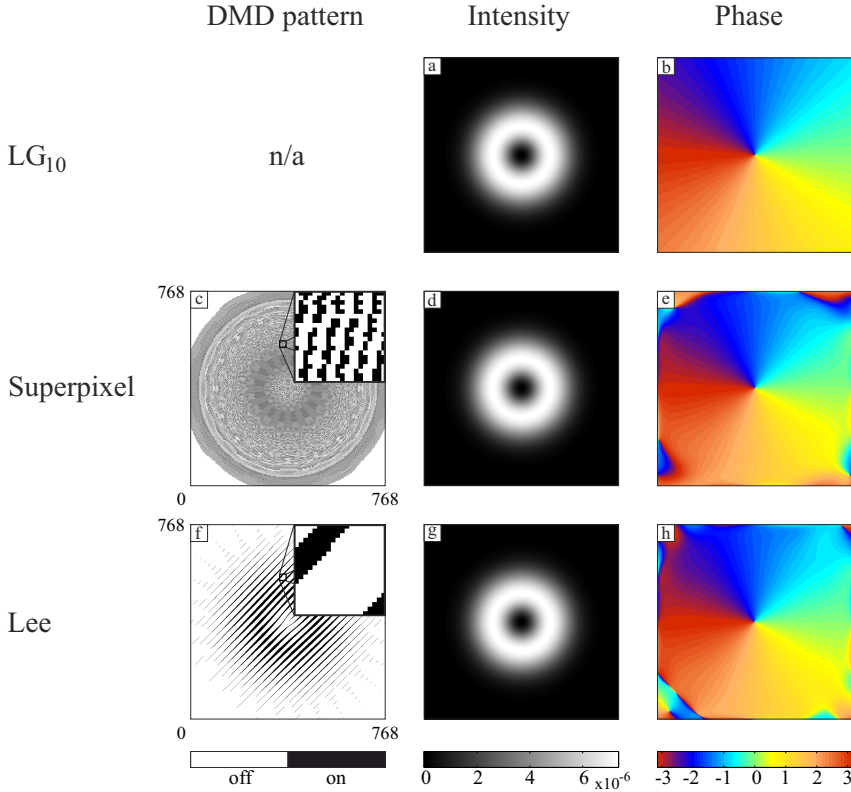 DMD pattern Intensity Phase
a b
LG₁₀ n/a
768 c d e
Superpixel
0 768
768 f g h
Lee
0 768
off on 0 2 4 6 x10⁻⁶ -3 -2 -1 0 1 2 3